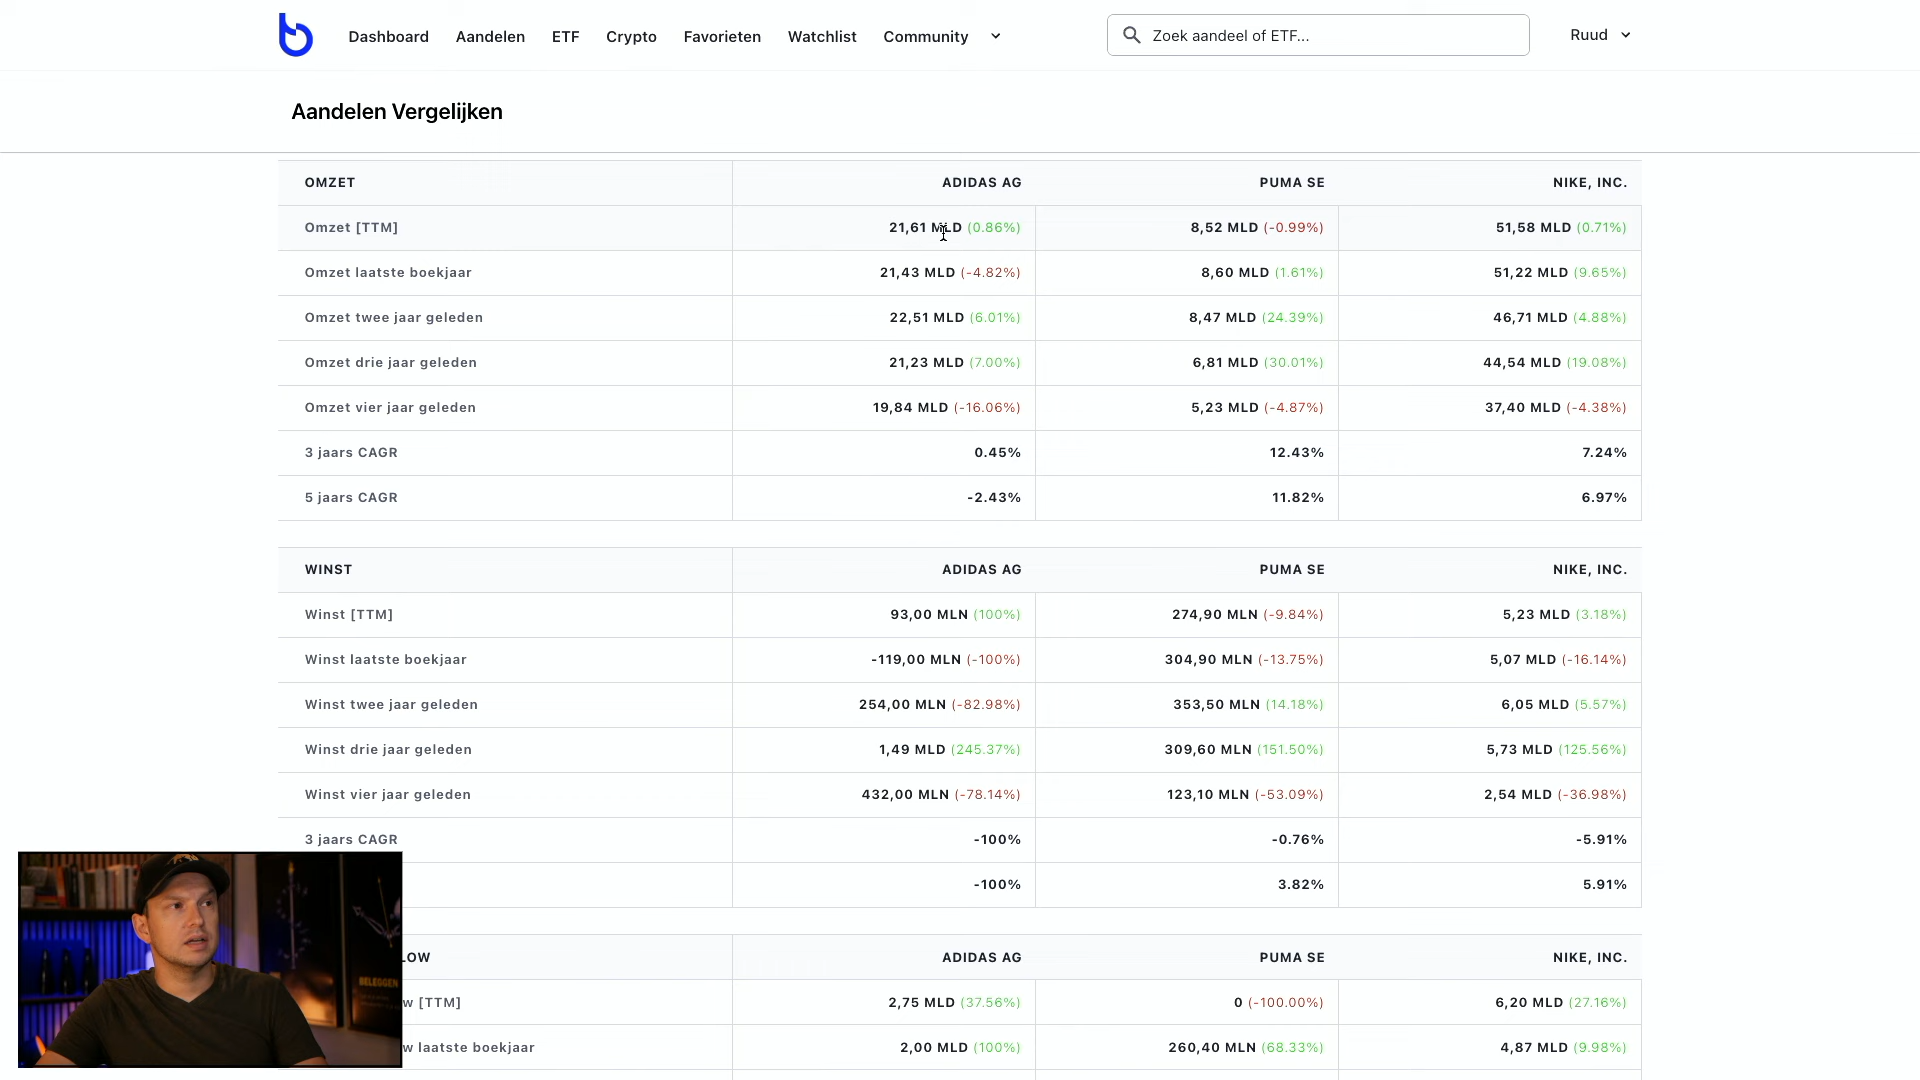 b Dashboard Aandelen ETF Crypto Favorieten Watchlist Community Zoek aandeel of ETF... Ruud
Aandelen Vergelijken
OMZET ADIDAS AG PUMA SE NIKE, INC.
Omzet [TTM] 21,61 MLD (0.86%) 8,52 MLD (-0.99%) 51,58 MLD (0.71%)
Omzet laatste boekjaar 21,43 MLD (-4.82%) 8,60 MLD (1.61%) 51,22 MLD (9.65%)
Omzet twee jaar geleden 22,51 MLD (6.01%) 8,47 MLD (24.39%) 46,71 MLD (4.88%)
Omzet drie jaar geleden 21,23 MLD (7.00%) 6,81 MLD (30.01%) 44,54 MLD (19.08%)
Omzet vier jaar geleden 19,84 MLD (-16.06%) 5,23 MLD (-4.87%) 37,40 MLD (-4.38%)
3 jaars CAGR 0.45% 12.43% 7.24%
5 jaars CAGR -2.43% 11.82% 6.97%
WINST ADIDAS AG PUMA SE NIKE, INC.
Winst [TTM] 93,00 MLN (100%) 274,90 MLN (-9.84%) 5,23 MLD (3.18%)
Winst laatste boekjaar -119,00 MLN (-100%) 304,90 MLN (-13.75%) 5,07 MLD (-16.14%)
Winst twee jaar geleden 254,00 MLN (-82.98%) 353,50 MLN (14.18%) 6,05 MLD (5.57%)
Winst drie jaar geleden 1,49 MLD (245.37%) 309,60 MLN (151.50%) 5,73 MLD (125.56%)
Winst vier jaar geleden 432,00 MLN (-78.14%) 123,10 MLN (-53.09%) 2,54 MLD (-36.98%)
3 jaars CAGR -100% -0.76% -5.91%
-100% 3.82% 5.91%
LOW ADIDAS AG PUMA SE NIKE, INC.
w [TTM] 2,75 MLD (37.56%) 0 (-100.00%) 6,20 MLD (27.16%)
w laatste boekjaar 2,00 MLD (100%) 260,40 MLN (68.33%) 4,87 MLD (9.98%)
BELEGGEN